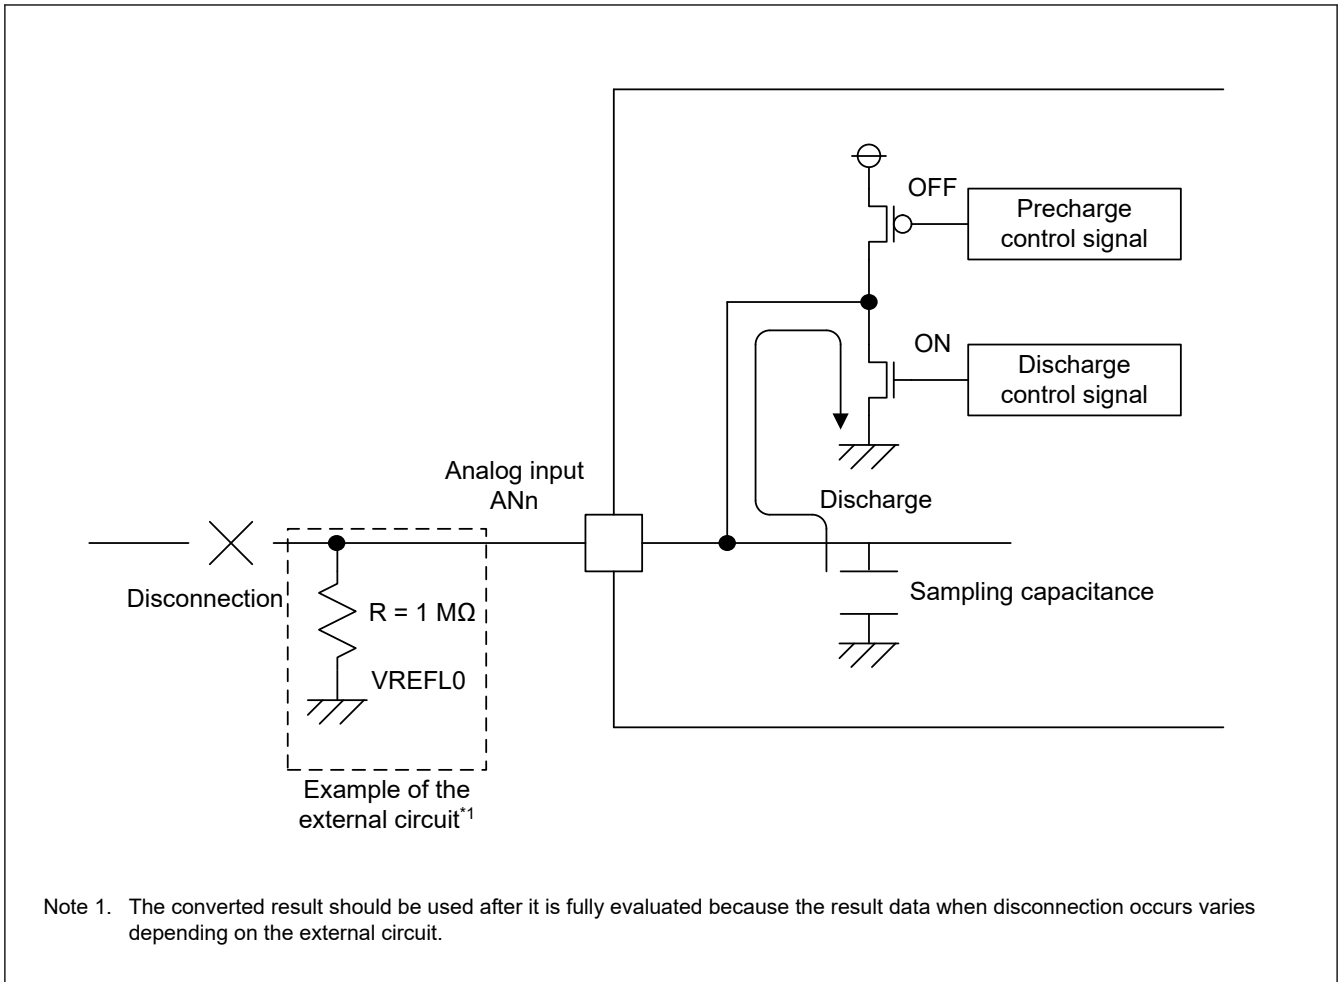 OFF
Precharge
control signal
ON
Discharge
control signal
Analog input
ANn
Discharge
Disconnection
R = 1 MΩ
Sampling capacitance
VREFL0
Example of the
external circuit*1
Note 1. The converted result should be used after it is fully evaluated because the result data when disconnection occurs varies
depending on the external circuit.